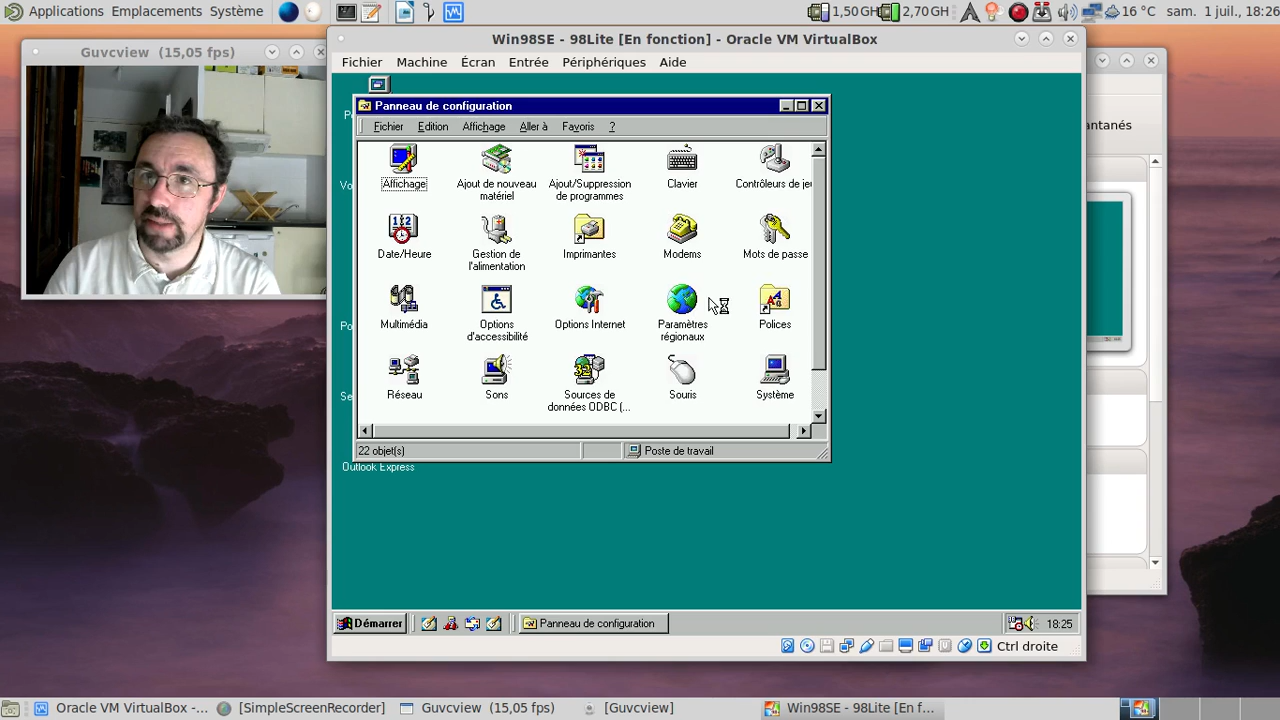 Applications Emplacements Système
1,50 GH 2,70 GH 16 °C sam. 1 juil., 18:26
Guvcview (15,05 fps)
Win98SE - 98Lite [En fonction] - Oracle VM VirtualBox
Fichier Machine Écran Entrée Périphériques Aide
antanés
Panneau de configuration
Fichier Edition Affichage Aller à Favoris ?
Affichage
Ajout de nouveau matériel
Ajout/Suppression de programmes
Clavier
Contrôleurs de jeu
Date/Heure
Gestion de l'alimentation
Imprimantes
Modems
Mots de passe
Multimédia
Options d'accessibilité
Options Internet
Paramètres régionaux
Polices
Réseau
Sons
Sources de données ODBC (...
Souris
Système
22 objet(s)
Poste de travail
Outlook Express
Démarrer
Panneau de configuration
18:25
Ctrl droite
Oracle VM VirtualBox -...
[SimpleScreenRecorder]
Guvcview (15,05 fps)
[Guvcview]
Win98SE - 98Lite [En f...